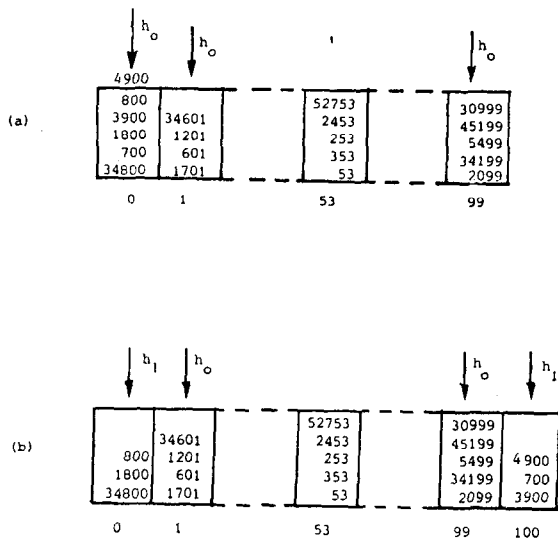 h₀ h₀ h₀
4900
(a)
800 52753 30999
3900 34601 2453 45199
1800 1201 253 5499
700 601 353 34199
34800 1701 53 2099
0 1 53 99
h₁ h₀ h₀ h₁
(b)
52753 30999
34601 2453 45199
800 1201 253 5499 4900
1800 601 353 34199 700
34800 1701 53 2099 3900
0 1 53 99 100